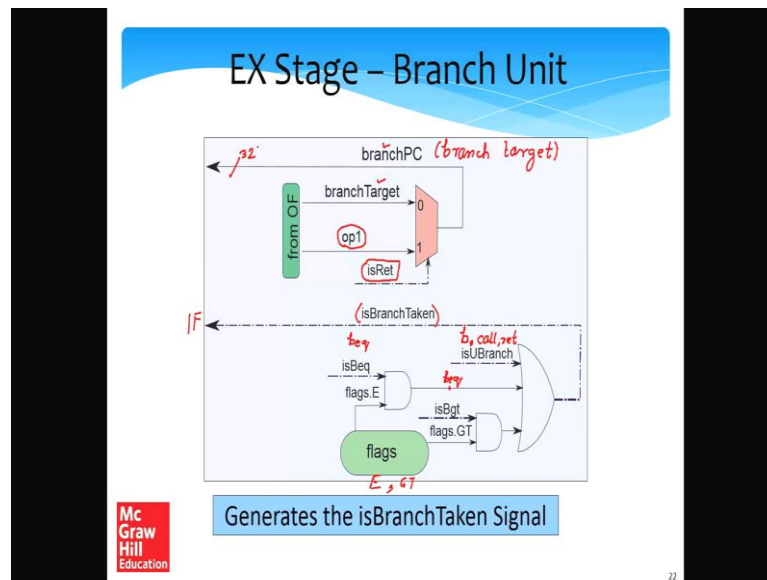 EX Stage – Branch Unit
32
branchPC (branch target)
branchTarget 0
from OF
op1 1
isRet
(isBranchTaken)
IF
beq
b, call, ret
isUBranch
isBeq
flags.E
beq
isBgt
flags.GT
flags
E, GT
Generates the isBranchTaken Signal
Mc
Graw
Hill
Education
22